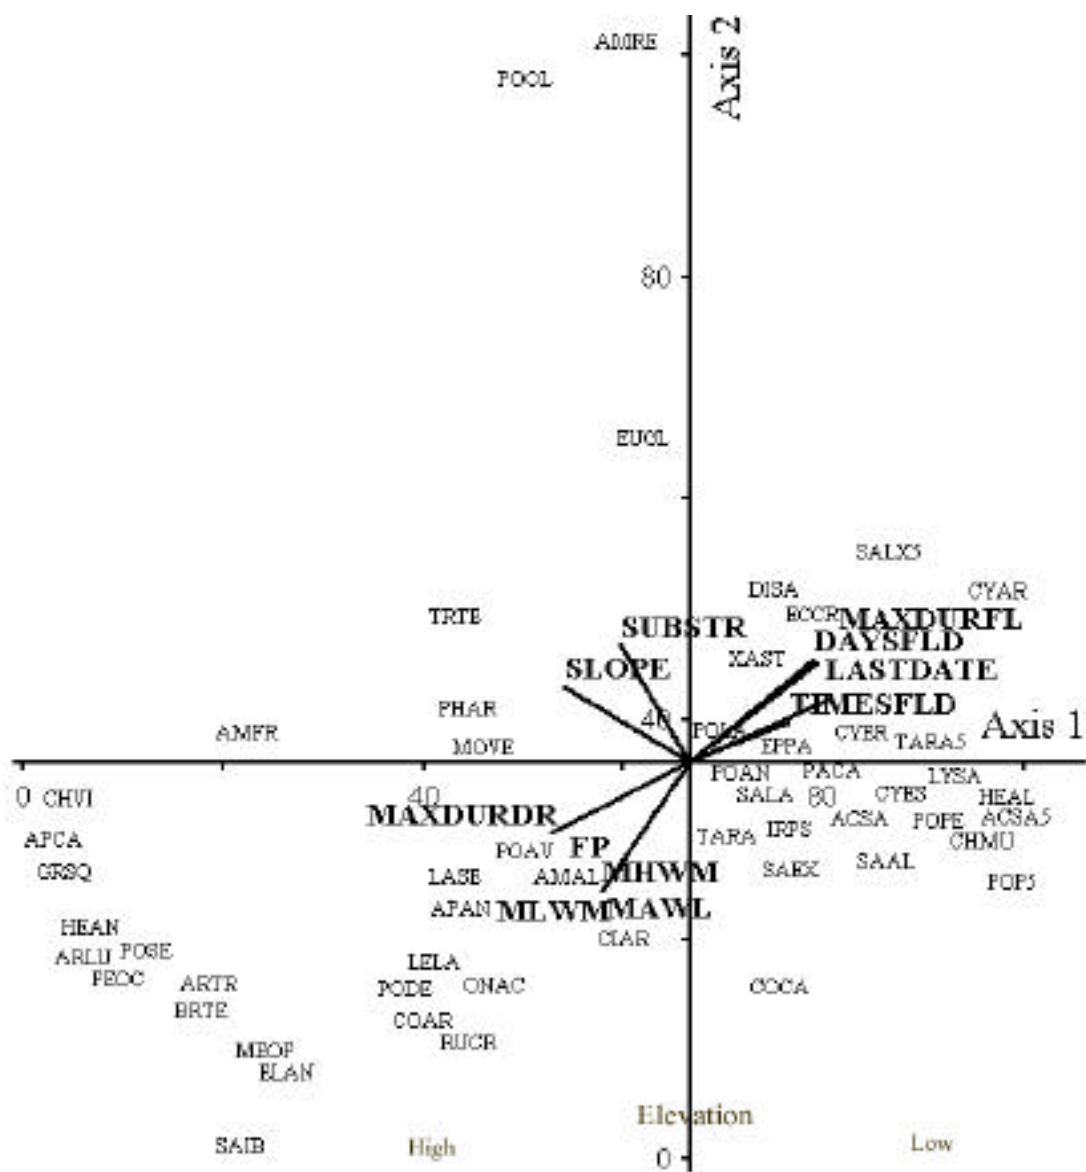 AMRE
Axis 2
POOL
80
EUOL
SALX5
DISA
CYAR
ECCR
MAXDURFL
TRTE
SUBSTR
DAYSFLD
XAST
SLOPE
LASTDATE
TIMESFLD
PHAR
40
Axis 1
AMFR
CYER
TARA5
MOVE
EPPA
POAN
PACA
LYSA
0
CHVI
40
SALA
80
CYES
HEAL
MAXDURDR
ACSA
POPE
ACSA5
APCA
TARA
IRPS
CHMU
POAV
FP
GRSQ
LASE
AMAL
MHWM
SAEX
SAAL
POP5
APAN
MLWM
MAWL
HEAN
CIAR
ARLU
POSE
LELA
PEOC
ARTR
PODE
ONAC
COCA
BRTE
COAR
RUCR
MEOP
ELAN
Elevation
SAIB
High
Low
0